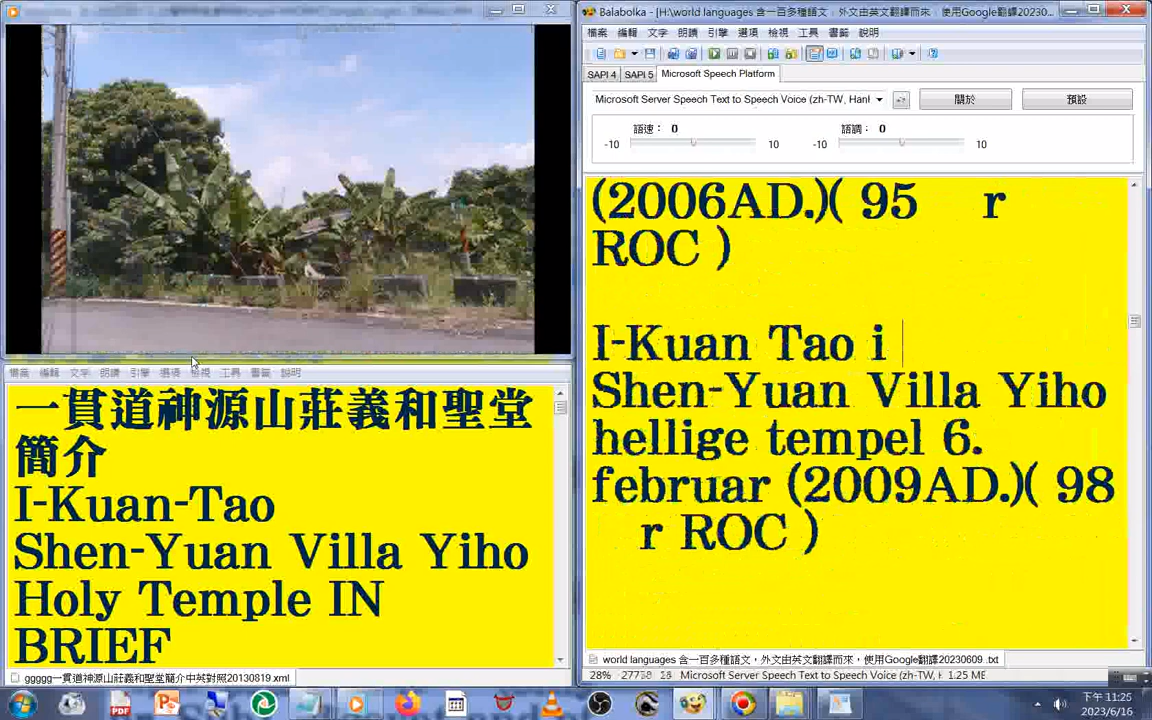 Balabolka - [H:\world languages 含一百多種語文，外文由英文翻譯而來，使用Google翻譯20230...
檔案 編輯 文字 朗讀 引擎 選項 檢視 工具 書籤 說明
SAPI 4 SAPI 5 Microsoft Speech Platform
Microsoft Server Speech Text to Speech Voice (zh-TW, Han
關於
預設
語速： 0
語調： 0
-10 10 -10 10
(2006AD.)( 95 r
ROC )
I-Kuan Tao i
Shen-Yuan Villa Yiho
hellige tempel 6.
februar (2009AD.)( 98
r ROC )
world languages 含一百多種語文，外文由英文翻譯而來，使用Google翻譯20230609 .txt
28% Microsoft Server Speech Text to Speech Voice (zh-TW, 1:25 ME
檔案 編輯 文字 朗讀 引擎 選項 檢視 工具 書籤 說明
一貫道神源山莊義和聖堂
簡介
I-Kuan-Tao
Shen-Yuan Villa Yiho
Holy Temple IN
BRIEF
ggggg一貫道神源山莊義和聖堂簡介中英對照20130819.xml
下午 11:25
2023/6/16